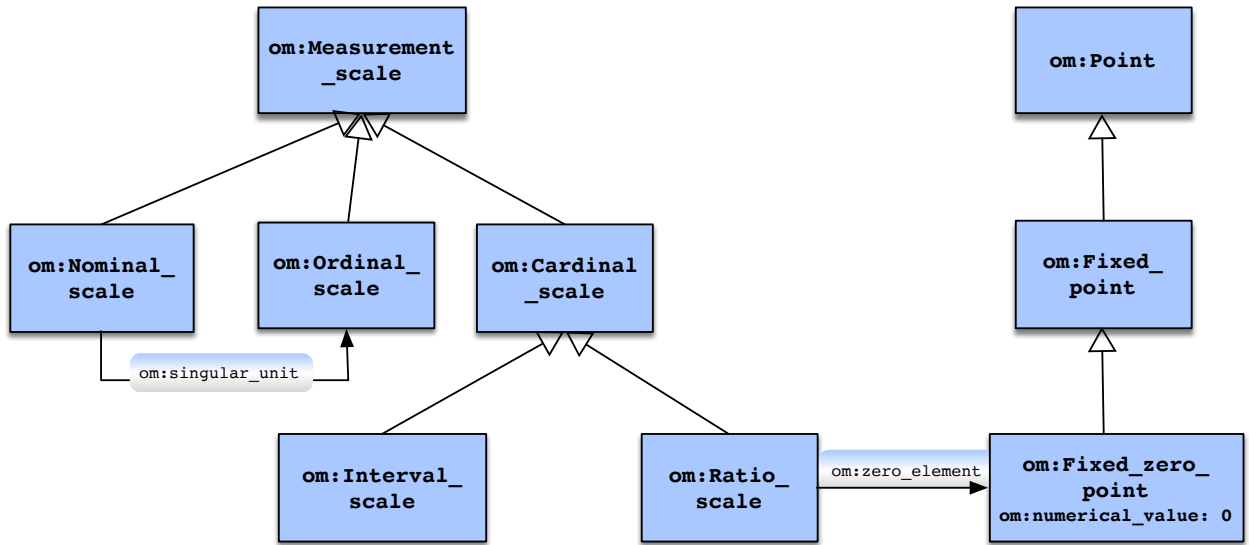 om:Measurement
_scale
om:Point
om:Nominal_
scale
om:Ordinal_
scale
om:Cardinal
_scale
om:Fixed_
point
om:singular_unit
om:Interval_
scale
om:Ratio_
scale
om:zero_element
om:Fixed_zero_
point
om:numerical_value: 0